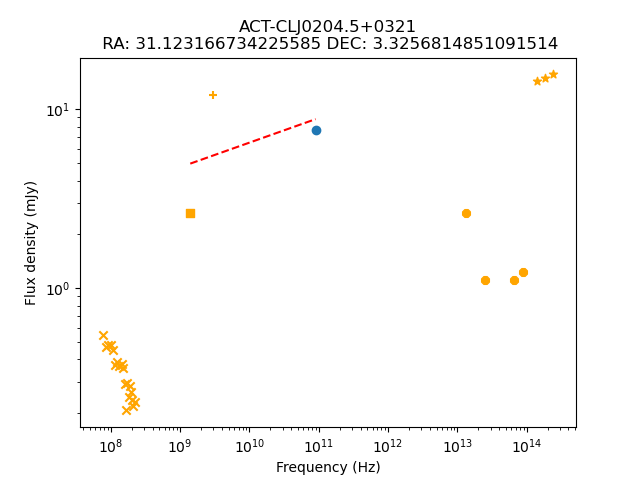 ACT-CLJ0204.5+0321
RA: 31.123166734225585 DEC: 3.3256814851091514
Flux density (mJy)
10¹
10⁰
10⁸ 10⁹ 10¹⁰ 10¹¹ 10¹² 10¹³ 10¹⁴
Frequency (Hz)